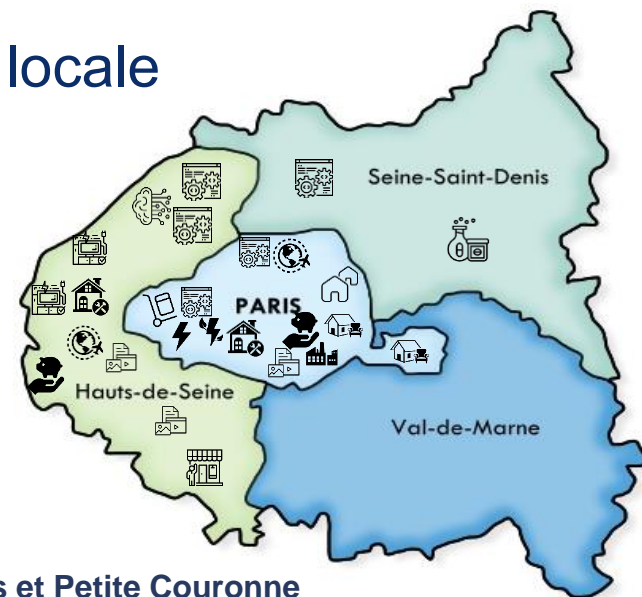 locale
Seine-Saint-Denis
PARIS
Hauts-de-Seine
Val-de-Marne
s et Petite Couronne